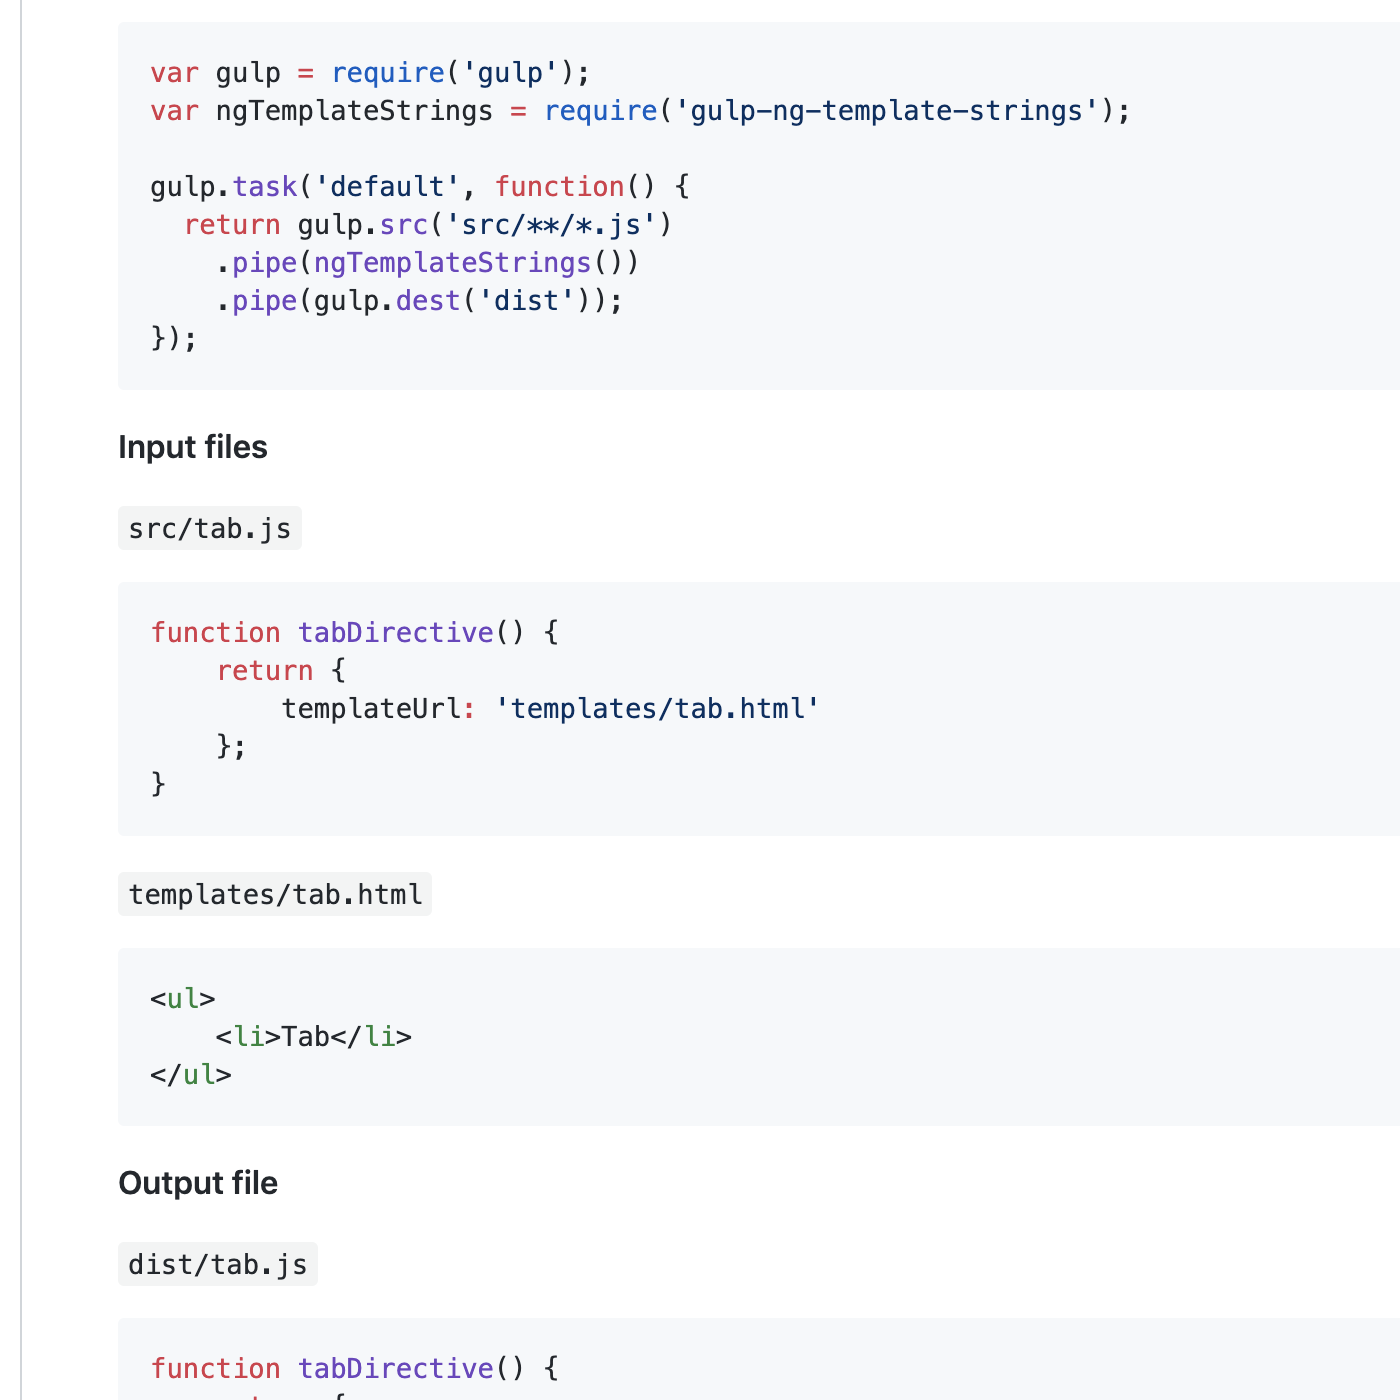 var gulp = require('gulp');
var ngTemplateStrings = require('gulp-ng-template-strings');
gulp.task('default', function() {
  return gulp.src('src/**/*.js')
    .pipe(ngTemplateStrings())
    .pipe(gulp.dest('dist'));
});
Input files
src/tab.js
function tabDirective() {
    return {
        templateUrl: 'templates/tab.html'
    };
}
templates/tab.html
<ul>
    <li>Tab</li>
</ul>
Output file
dist/tab.js
function tabDirective() {